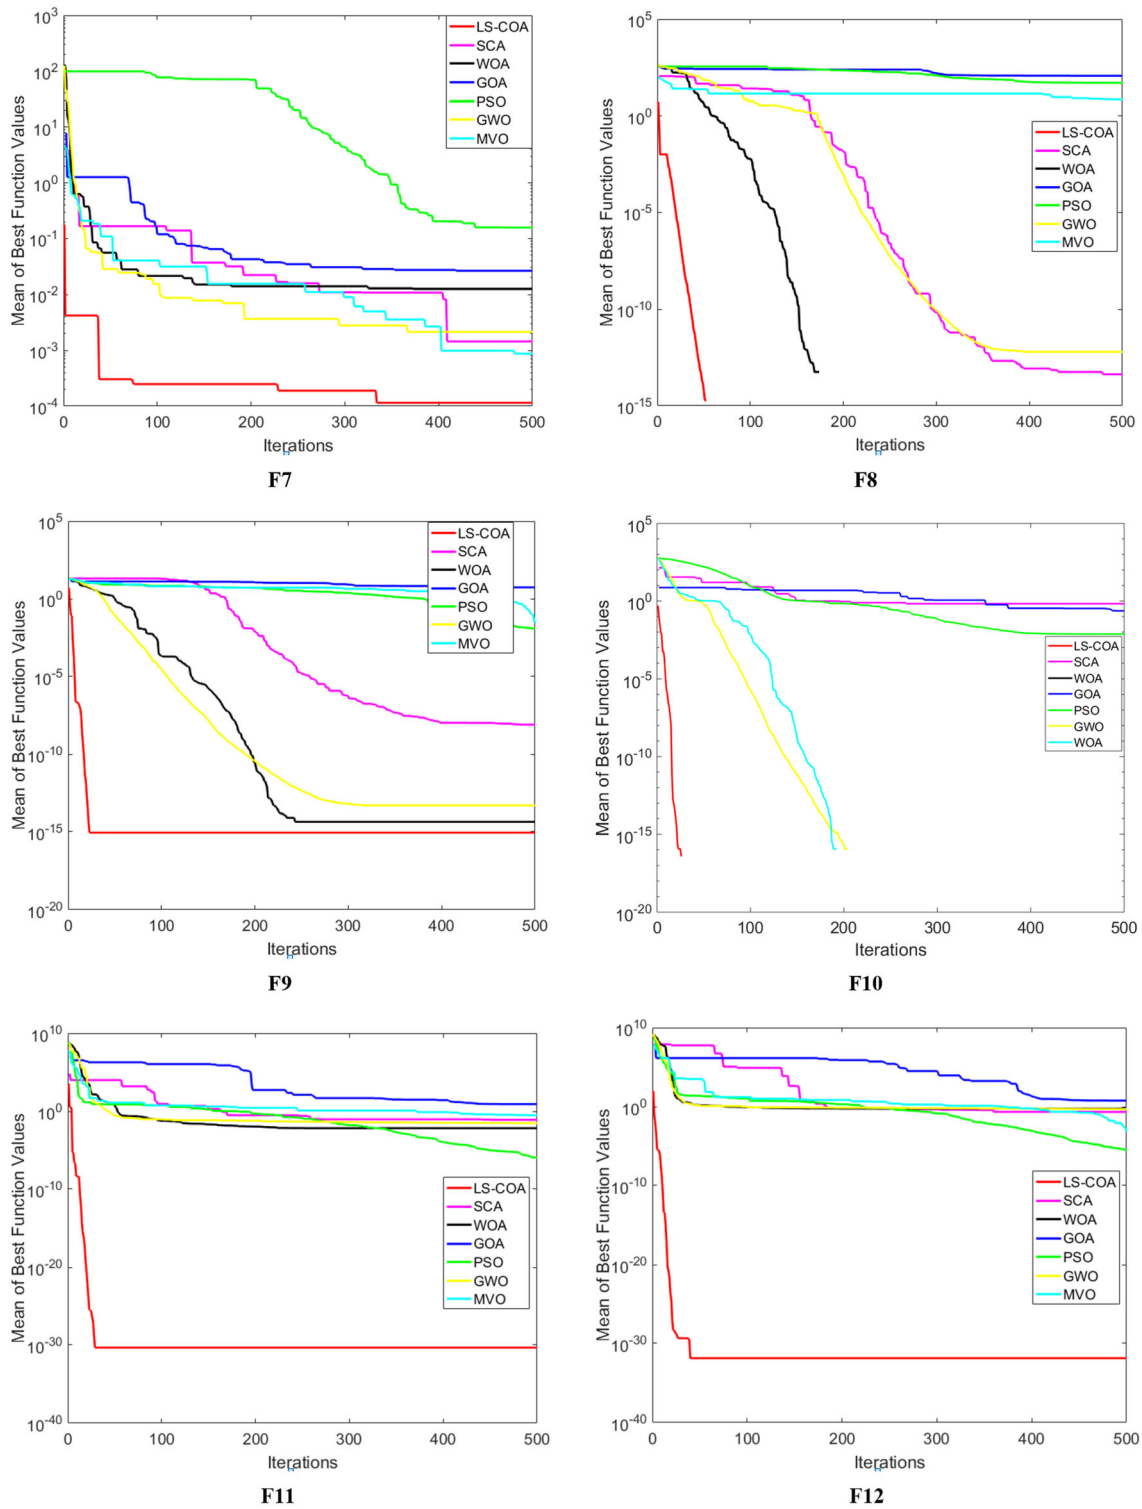 10^3
10^2
10^1
10^0
10^-1
10^-2
10^-3
10^-4
Mean of Best Function Values
0 100 200 300 400 500
Iterations
LS-COA
SCA
WOA
GOA
PSO
GWO
MVO
F7
10^5
10^0
10^-5
10^-10
10^-15
Mean of Best Function Values
0 100 200 300 400 500
Iterations
LS-COA
SCA
WOA
GOA
PSO
GWO
MVO
F8
10^5
10^0
10^-5
10^-10
10^-15
10^-20
Mean of Best Function Values
0 100 200 300 400 500
Iterations
LS-COA
SCA
WOA
GOA
PSO
GWO
MVO
F9
10^5
10^0
10^-5
10^-10
10^-15
10^-20
Mean of Best Function Values
0 100 200 300 400 500
Iterations
LS-COA
SCA
WOA
GOA
PSO
GWO
WOA
F10
10^10
10^0
10^-10
10^-20
10^-30
10^-40
Mean of Best Function Values
0 100 200 300 400 500
Iterations
LS-COA
SCA
WOA
GOA
PSO
GWO
MVO
F11
10^10
10^0
10^-10
10^-20
10^-30
10^-40
Mean of Best Function Values
0 100 200 300 400 500
Iterations
LS-COA
SCA
WOA
GOA
PSO
GWO
MVO
F12